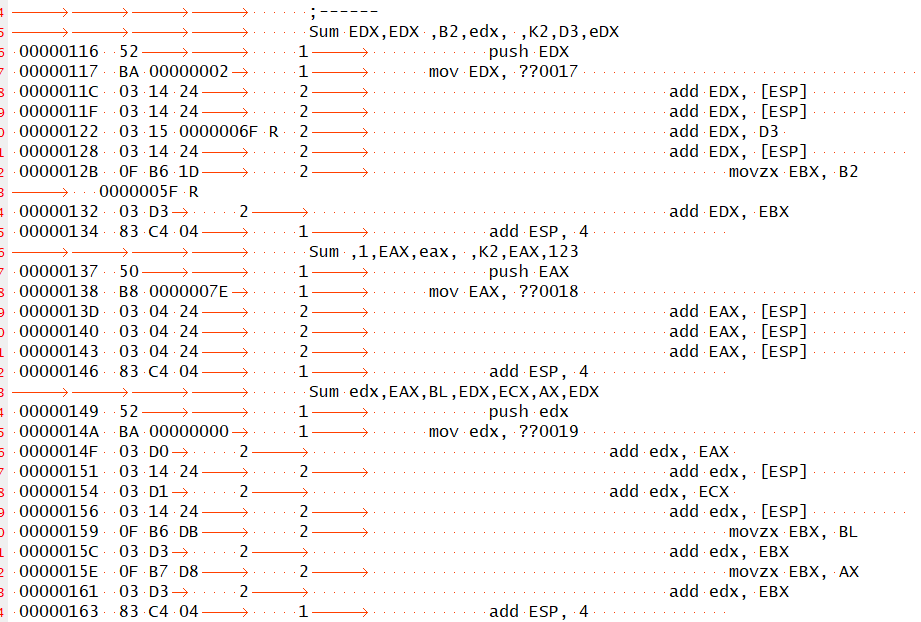 ;------
Sum EDX,EDX ,B2,edx, ,K2,D3,eDX
00000116 52 1 push EDX
00000117 BA 00000002 1 mov EDX, ??0017
0000011C 03 14 24 2 add EDX, [ESP]
0000011F 03 14 24 2 add EDX, [ESP]
00000122 03 15 0000006F R 2 add EDX, D3
00000128 03 14 24 2 add EDX, [ESP]
0000012B 0F B6 1D 2 movzx EBX, B2
0000005F R
00000132 03 D3 2 add EDX, EBX
00000134 83 C4 04 1 add ESP, 4
Sum ,1,EAX,eax, ,K2,EAX,123
00000137 50 1 push EAX
00000138 B8 0000007E 1 mov EAX, ??0018
0000013D 03 04 24 2 add EAX, [ESP]
00000140 03 04 24 2 add EAX, [ESP]
00000143 03 04 24 2 add EAX, [ESP]
00000146 83 C4 04 1 add ESP, 4
Sum edx,EAX,BL,EDX,ECX,AX,EDX
00000149 52 1 push edx
0000014A BA 00000000 1 mov edx, ??0019
0000014F 03 D0 2 add edx, EAX
00000151 03 14 24 2 add edx, [ESP]
00000154 03 D1 2 add edx, ECX
00000156 03 14 24 2 add edx, [ESP]
00000159 0F B6 DB 2 movzx EBX, BL
0000015C 03 D3 2 add edx, EBX
0000015E 0F B7 D8 2 movzx EBX, AX
00000161 03 D3 2 add edx, EBX
00000163 83 C4 04 1 add ESP, 4